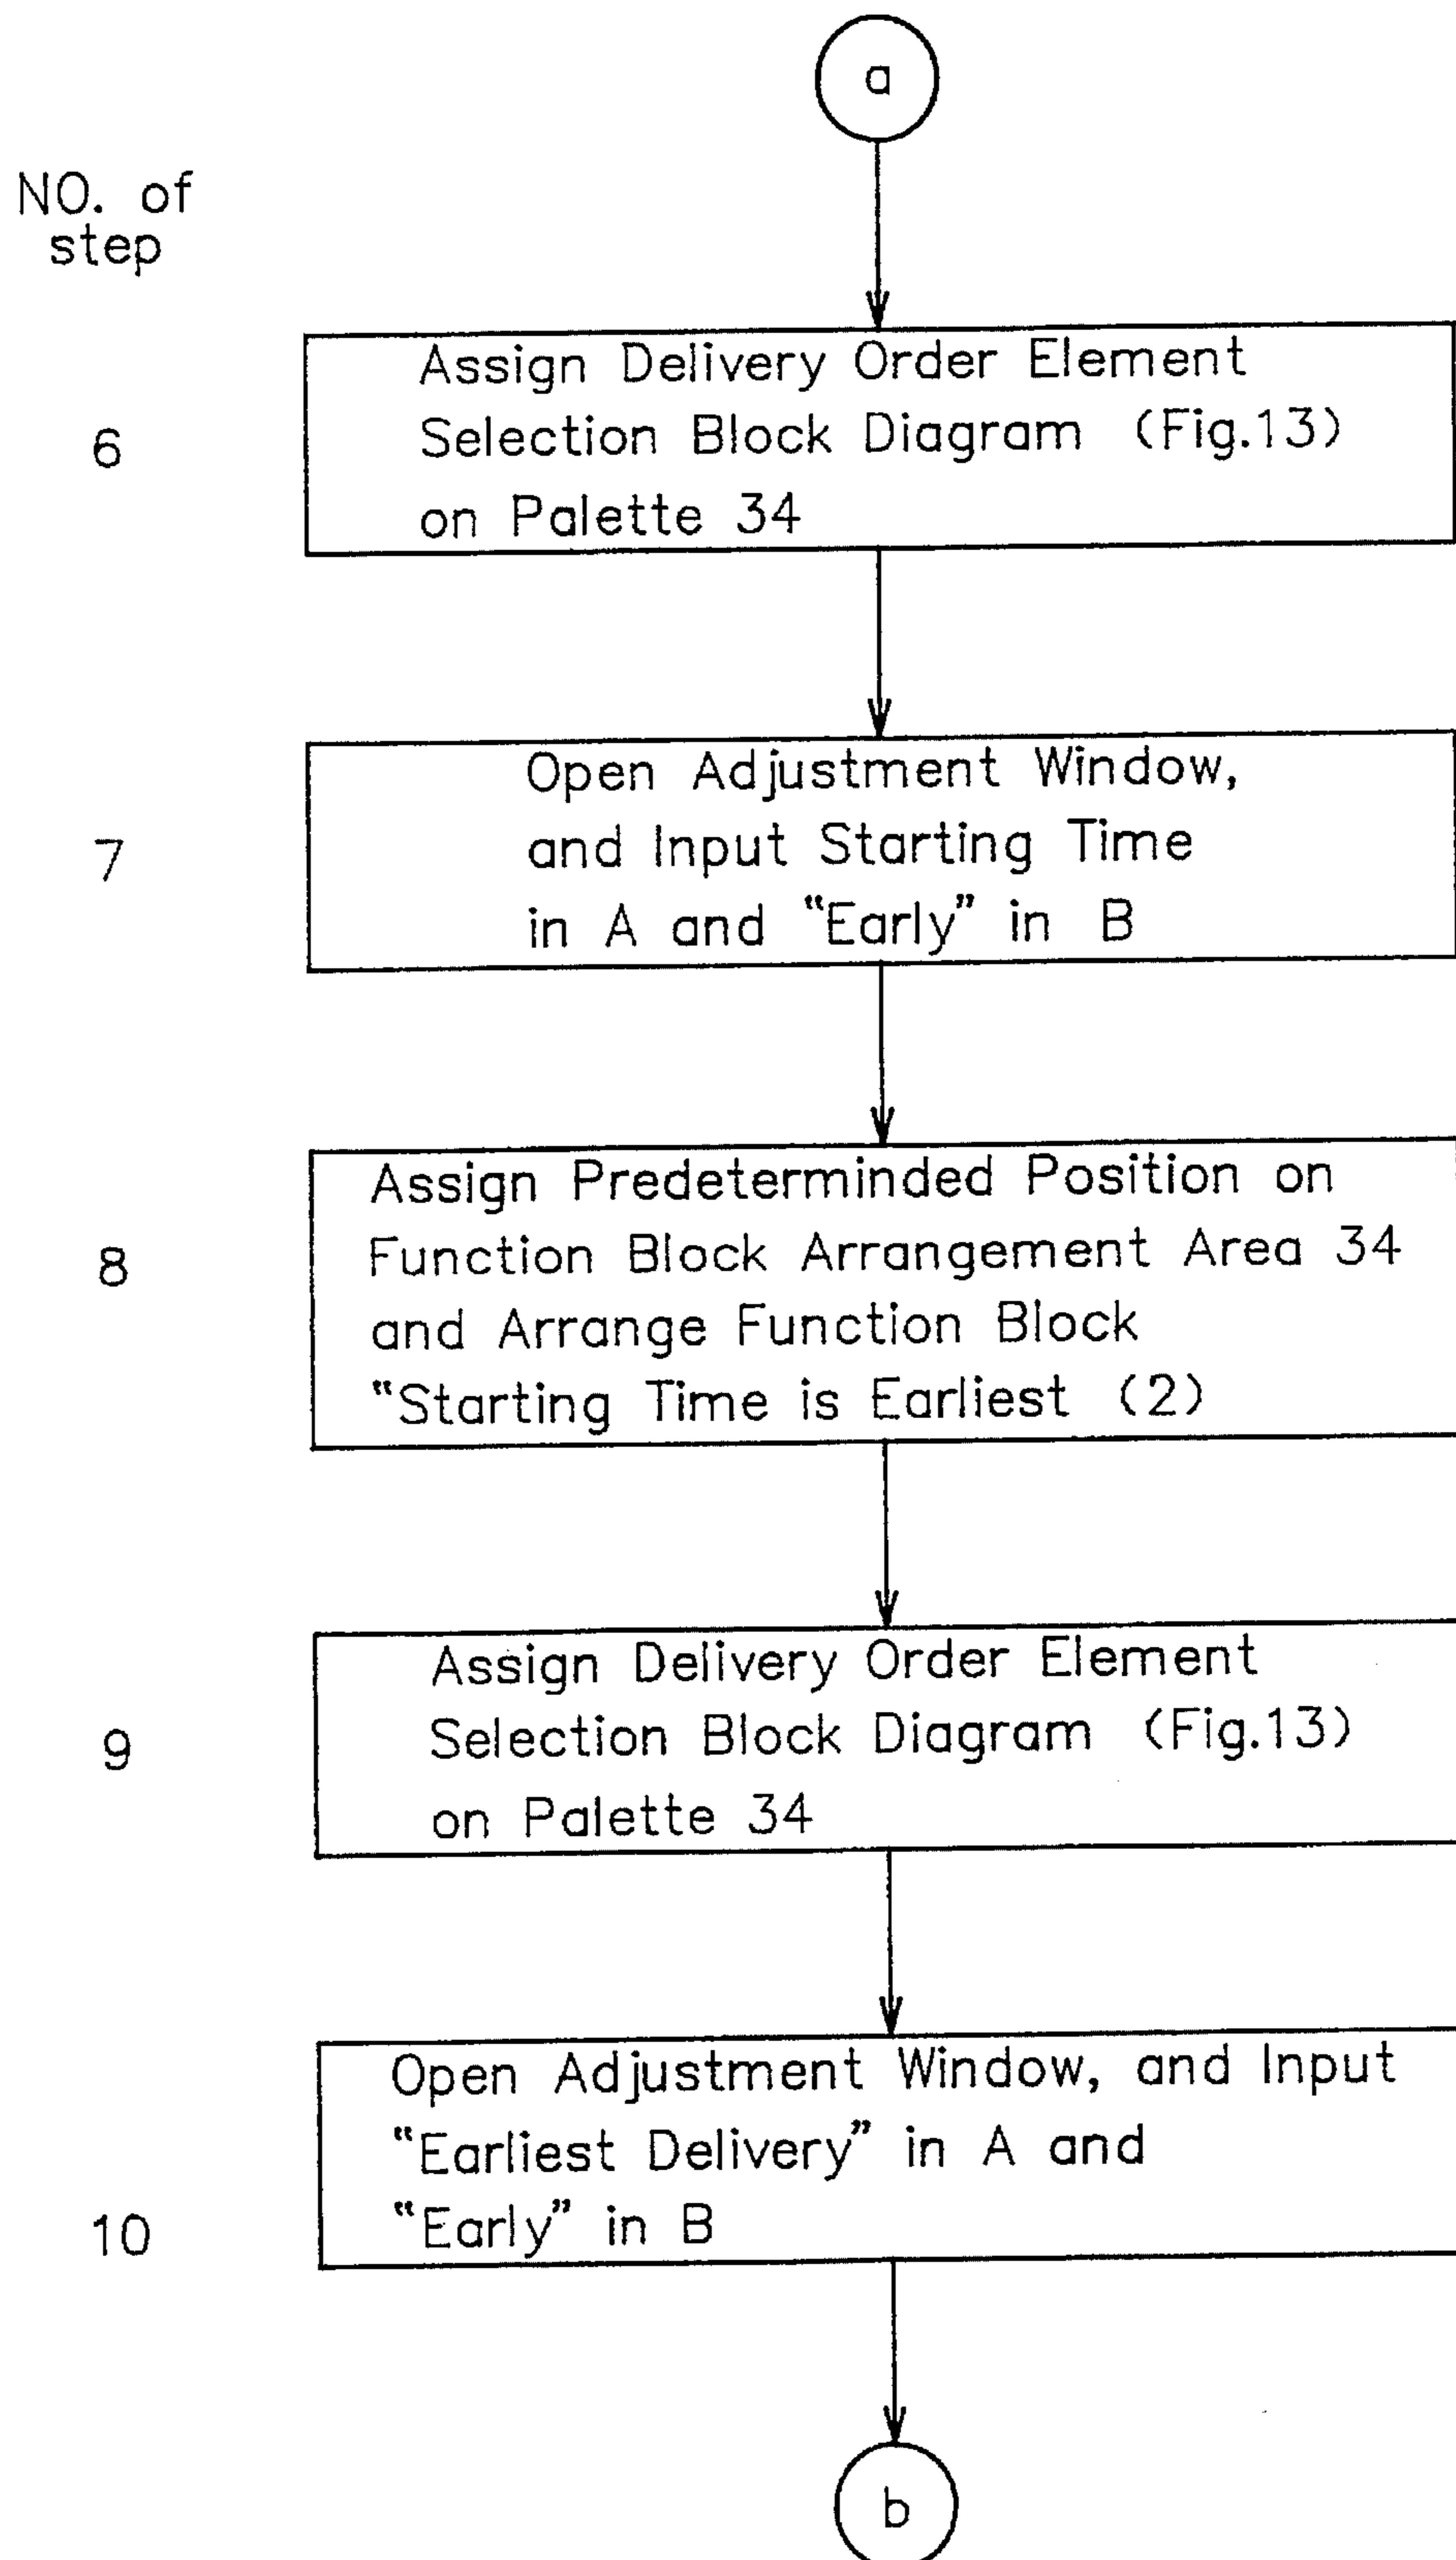 a
NO. of
step
6
Assign Delivery Order Element
Selection Block Diagram (Fig.13)
on Palette 34
7
Open Adjustment Window,
and Input Starting Time
in A and "Early" in B
8
Assign Predeterminded Position on
Function Block Arrangement Area 34
and Arrange Function Block
"Starting Time is Earliest (2)
9
Assign Delivery Order Element
Selection Block Diagram (Fig.13)
on Palette 34
10
Open Adjustment Window, and Input
"Earliest Delivery" in A and
"Early" in B
b